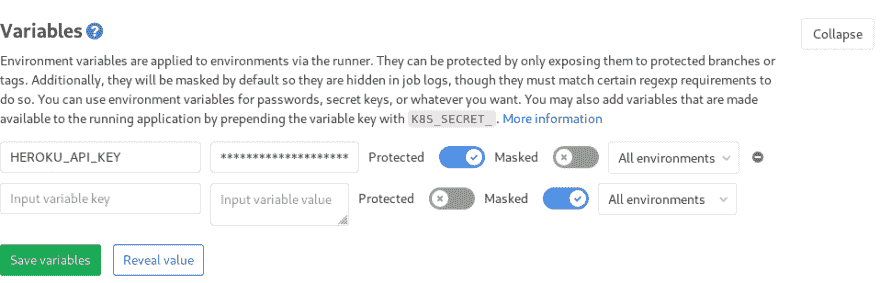 Variables ?
Collapse
Environment variables are applied to environments via the runner. They can be protected by only exposing them to protected branches or
tags. Additionally, they will be masked by default so they are hidden in job logs, though they must match certain regexp requirements to
do so. You can use environment variables for passwords, secret keys, or whatever you want. You may also add variables that are made
available to the running application by prepending the variable key with K8S_SECRET_. More information
HEROKU_API_KEY ******************** Protected Masked All environments
Input variable key Input variable value Protected Masked All environments
Save variables Reveal value